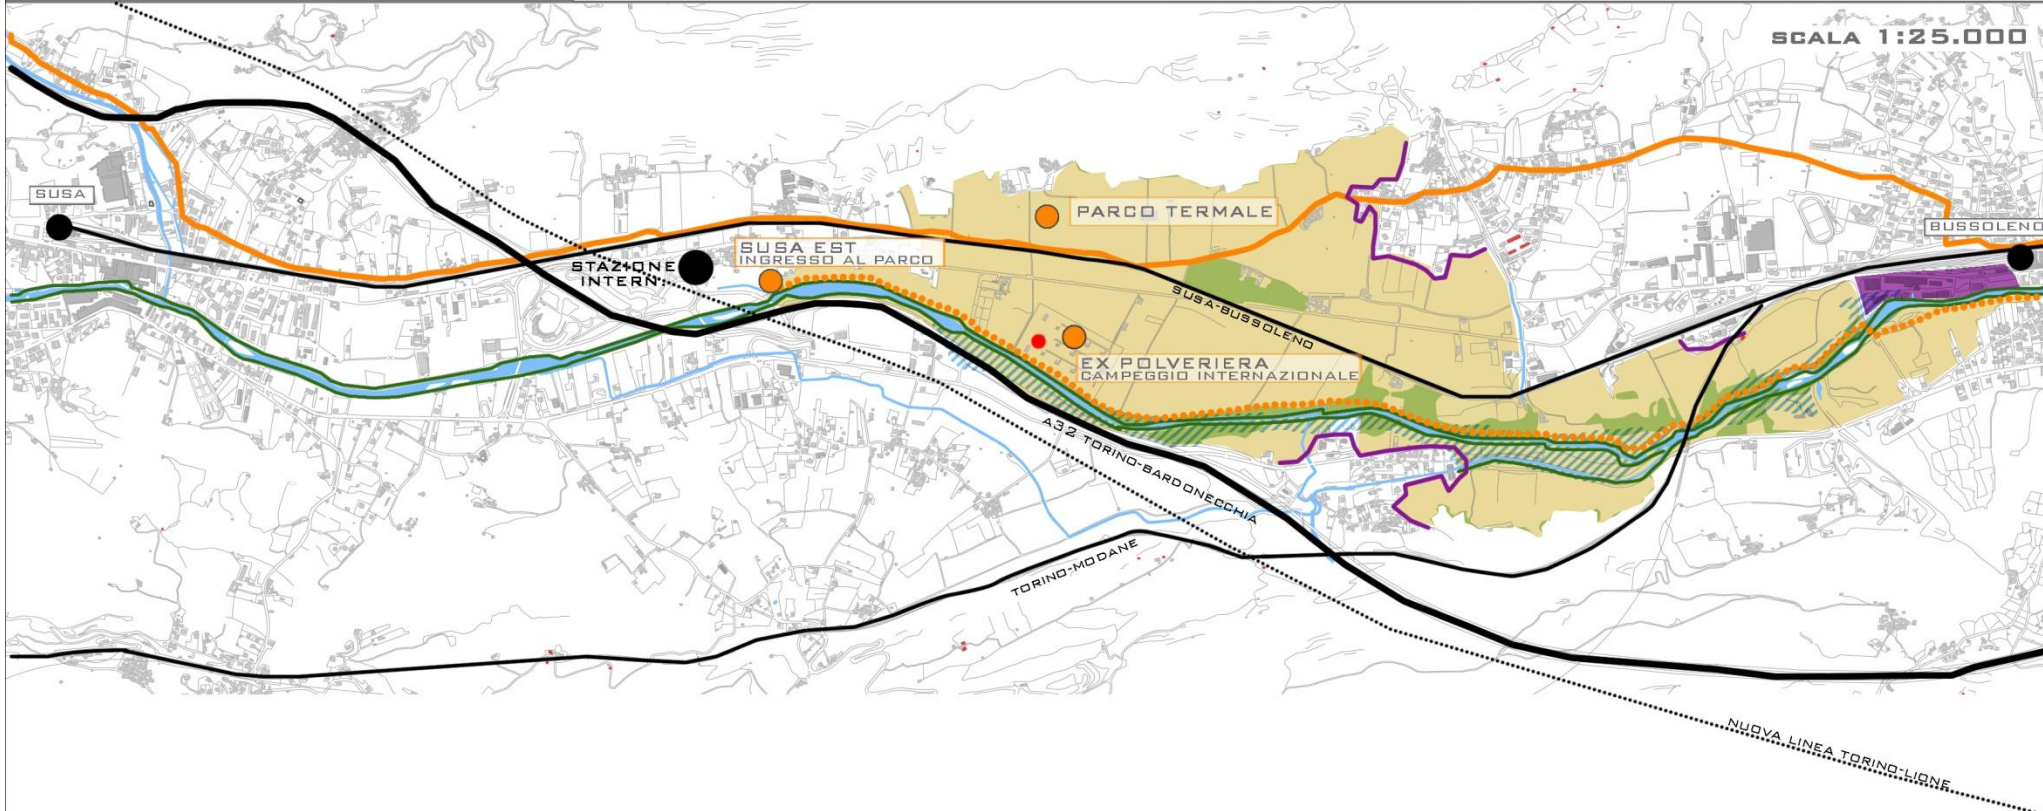 SCALA 1:25.000
SUSA
PARCO TERMALE
BUSSOLENO
SUSA EST
INGRESSO AL PARCO
STAZIONE
INTERN.
SUSA-BUSSOLENO
EX POLVERIERA
CAMPEGGIO INTERNAZIONALE
A32 TORINO-BARDONECCHIA
TORINO-MODANE
NUOVA LINEA TORINO-LIONE